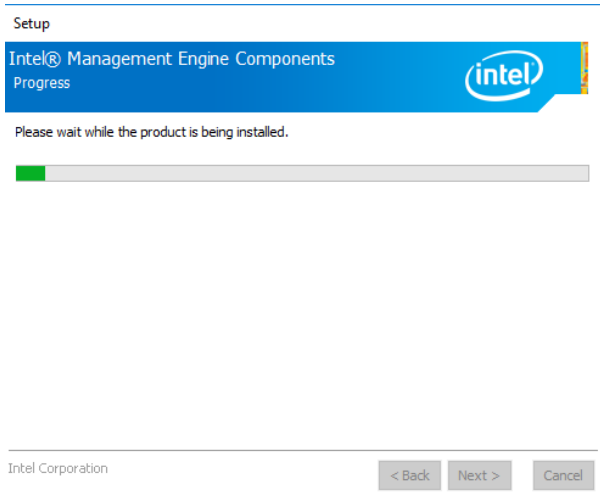 Setup
Intel® Management Engine Components
Progress
intel
Please wait while the product is being installed.
Intel Corporation
< Back
Next >
Cancel